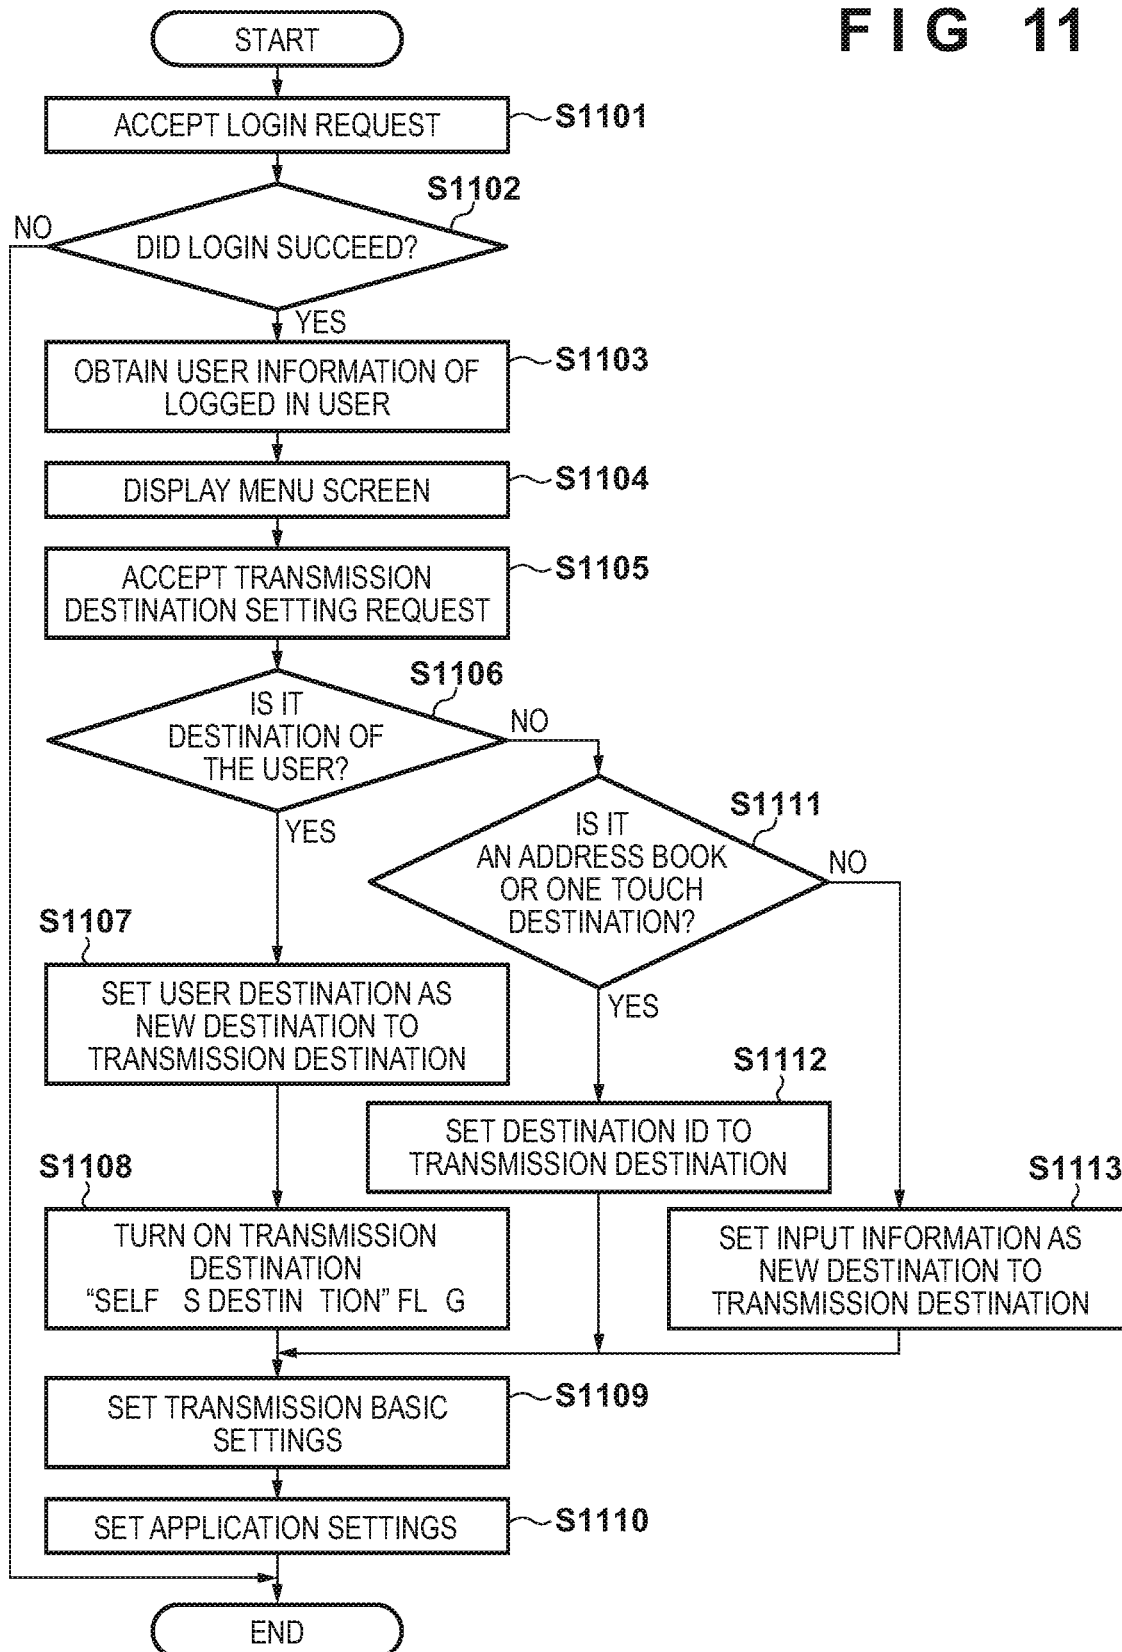 FIG 11
START
ACCEPT LOGIN REQUEST
S1101
S1102
DID LOGIN SUCCEED?
NO
YES
OBTAIN USER INFORMATION OF
LOGGED IN USER
S1103
DISPLAY MENU SCREEN
S1104
ACCEPT TRANSMISSION
DESTINATION SETTING REQUEST
S1105
S1106
IS IT
DESTINATION OF
THE USER?
NO
YES
S1111
IS IT
AN ADDRESS BOOK
OR ONE TOUCH
DESTINATION?
NO
YES
S1107
SET USER DESTINATION AS
NEW DESTINATION TO
TRANSMISSION DESTINATION
S1112
SET DESTINATION ID TO
TRANSMISSION DESTINATION
S1108
TURN ON TRANSMISSION
DESTINATION
“SELF S DESTIN TION” FL G
S1113
SET INPUT INFORMATION AS
NEW DESTINATION TO
TRANSMISSION DESTINATION
SET TRANSMISSION BASIC
SETTINGS
S1109
SET APPLICATION SETTINGS
S1110
END